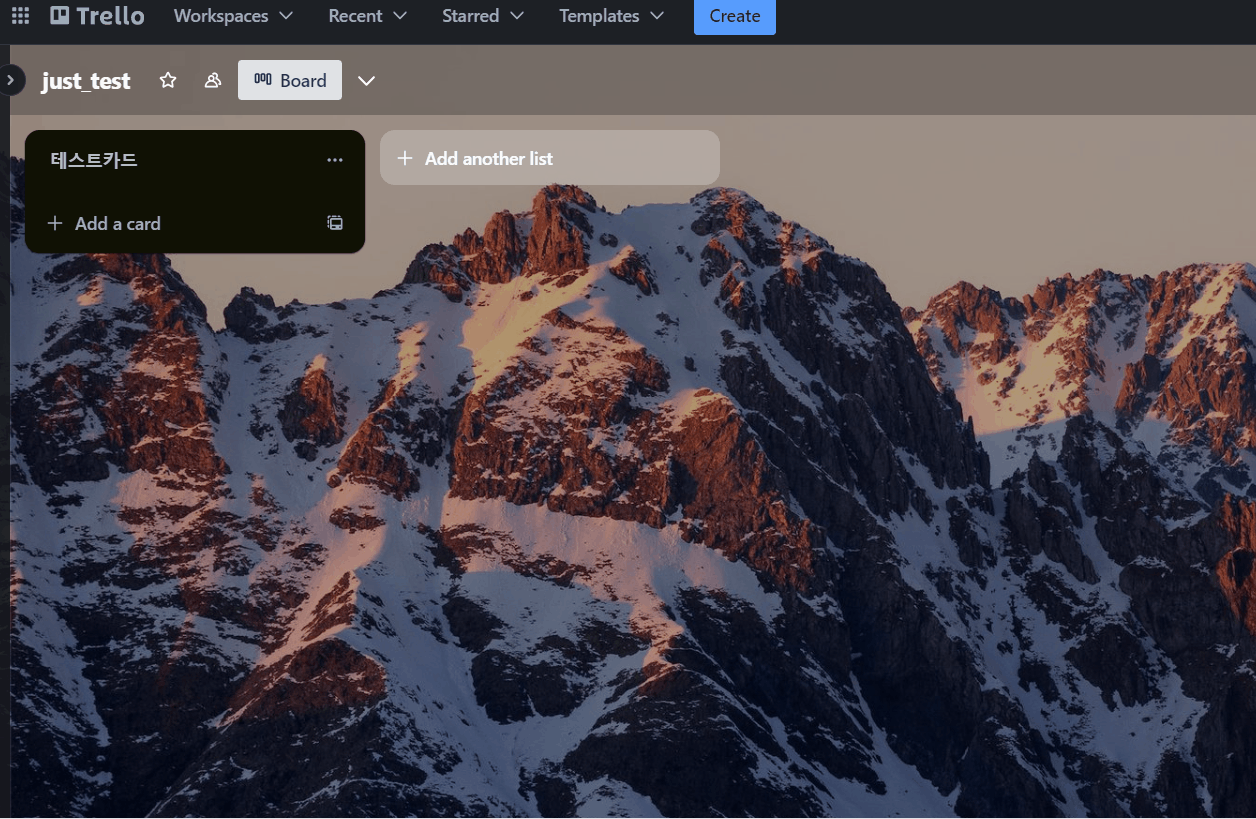 Trello Workspaces Recent Starred Templates Create
just_test Board
테스트카드
Add another list
Add a card